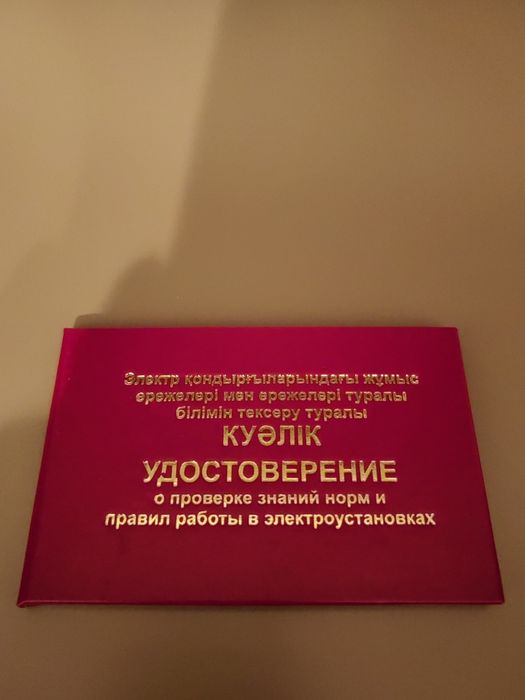 Электр қондырғыларындағы жұмыс
ережелері мен ережелері туралы
білімін тексеру туралы
КУӘЛІК
УДОСТОВЕРЕНИЕ
о проверке знаний норм и
правил работы в электроустановках